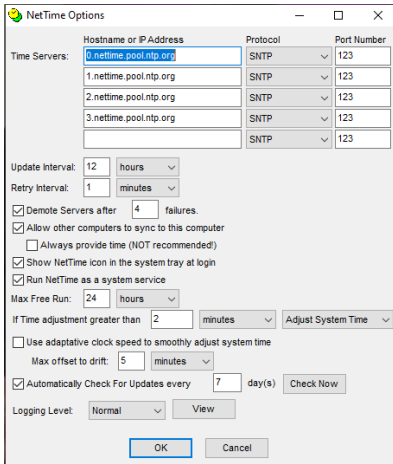 NetTime Options
Hostname or IP Address Protocol Port Number
Time Servers: 0.nettime.pool.ntp.org SNTP 123
1.nettime.pool.ntp.org SNTP 123
2.nettime.pool.ntp.org SNTP 123
3.nettime.pool.ntp.org SNTP 123
SNTP 123
Update Interval: 12 hours
Retry Interval: 1 minutes
Demote Servers after 4 failures.
Allow other computers to sync to this computer
Always provide time (NOT recommended!)
Show NetTime icon in the system tray at login
Run NetTime as a system service
Max Free Run: 24 hours
If Time adjustment greater than 2 minutes Adjust System Time
Use adaptative clock speed to smoothly adjust system time
Max offset to drift: 5 minutes
Automatically Check For Updates every 7 day(s) Check Now
Logging Level: Normal View
OK Cancel